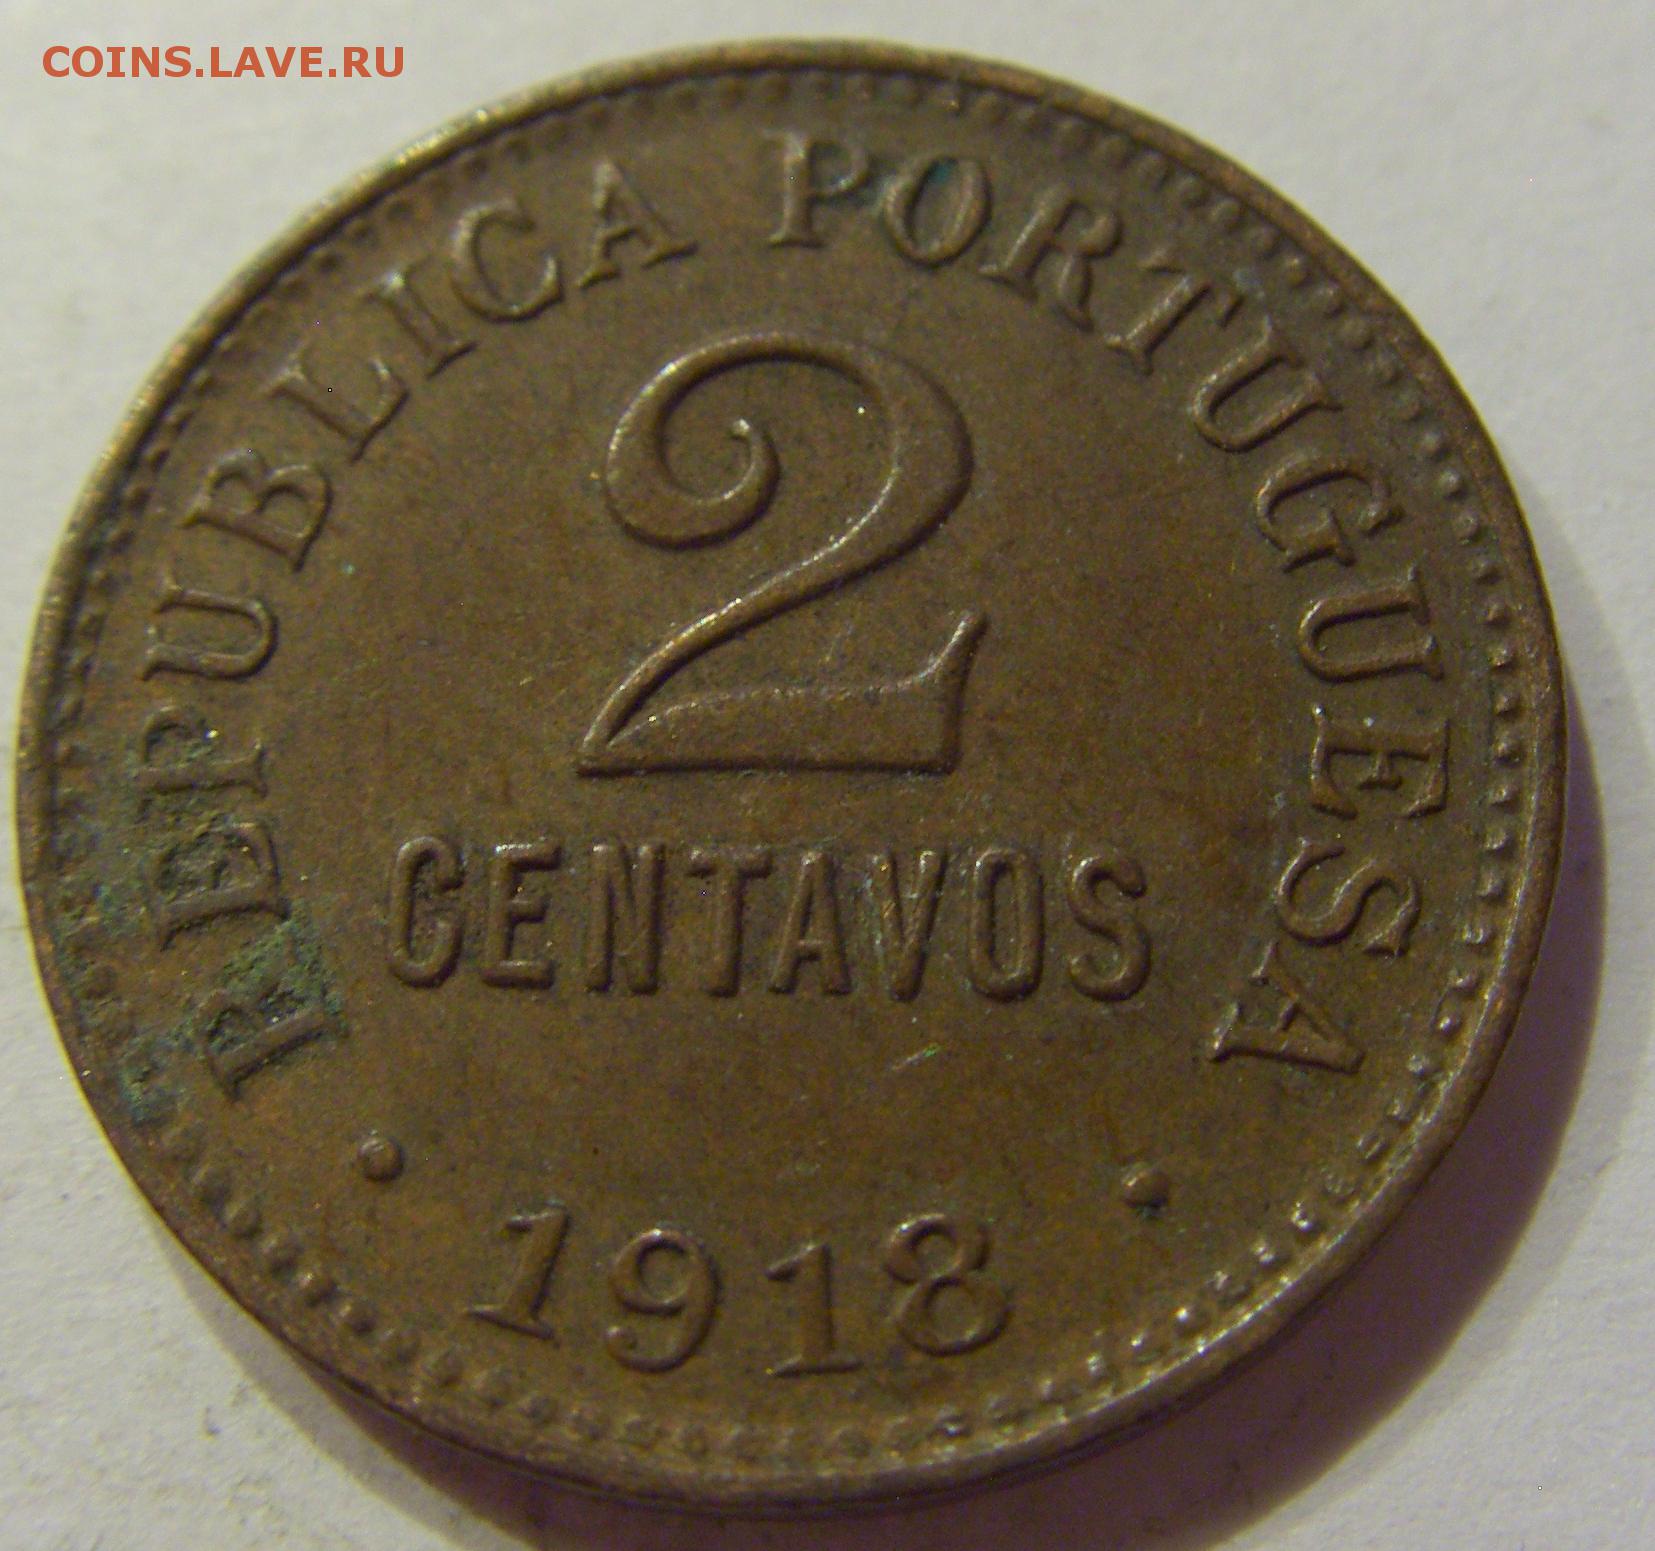 COINS.LAVE.RU
REPUBLICA PORTUGUESA
2
CENTAVOS
• 1918 •